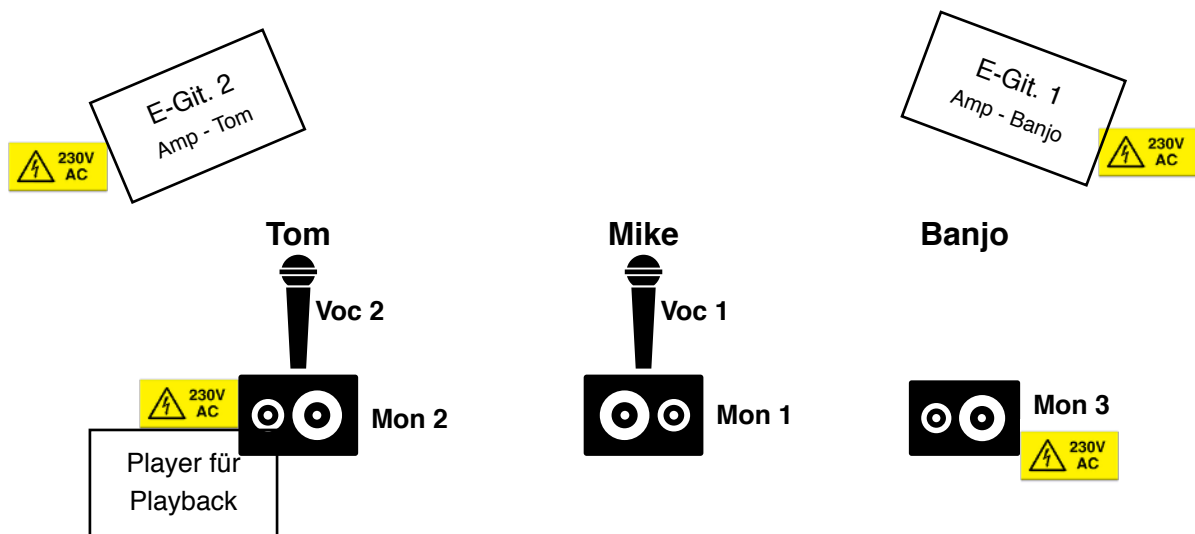 E-Git. 2
Amp - Tom
230V
AC
E-Git. 1
Amp - Banjo
230V
AC
Tom
Mike
Banjo
Voc 2
Voc 1
230V
AC
Mon 2
Mon 1
Mon 3
230V
AC
Player für
Playback